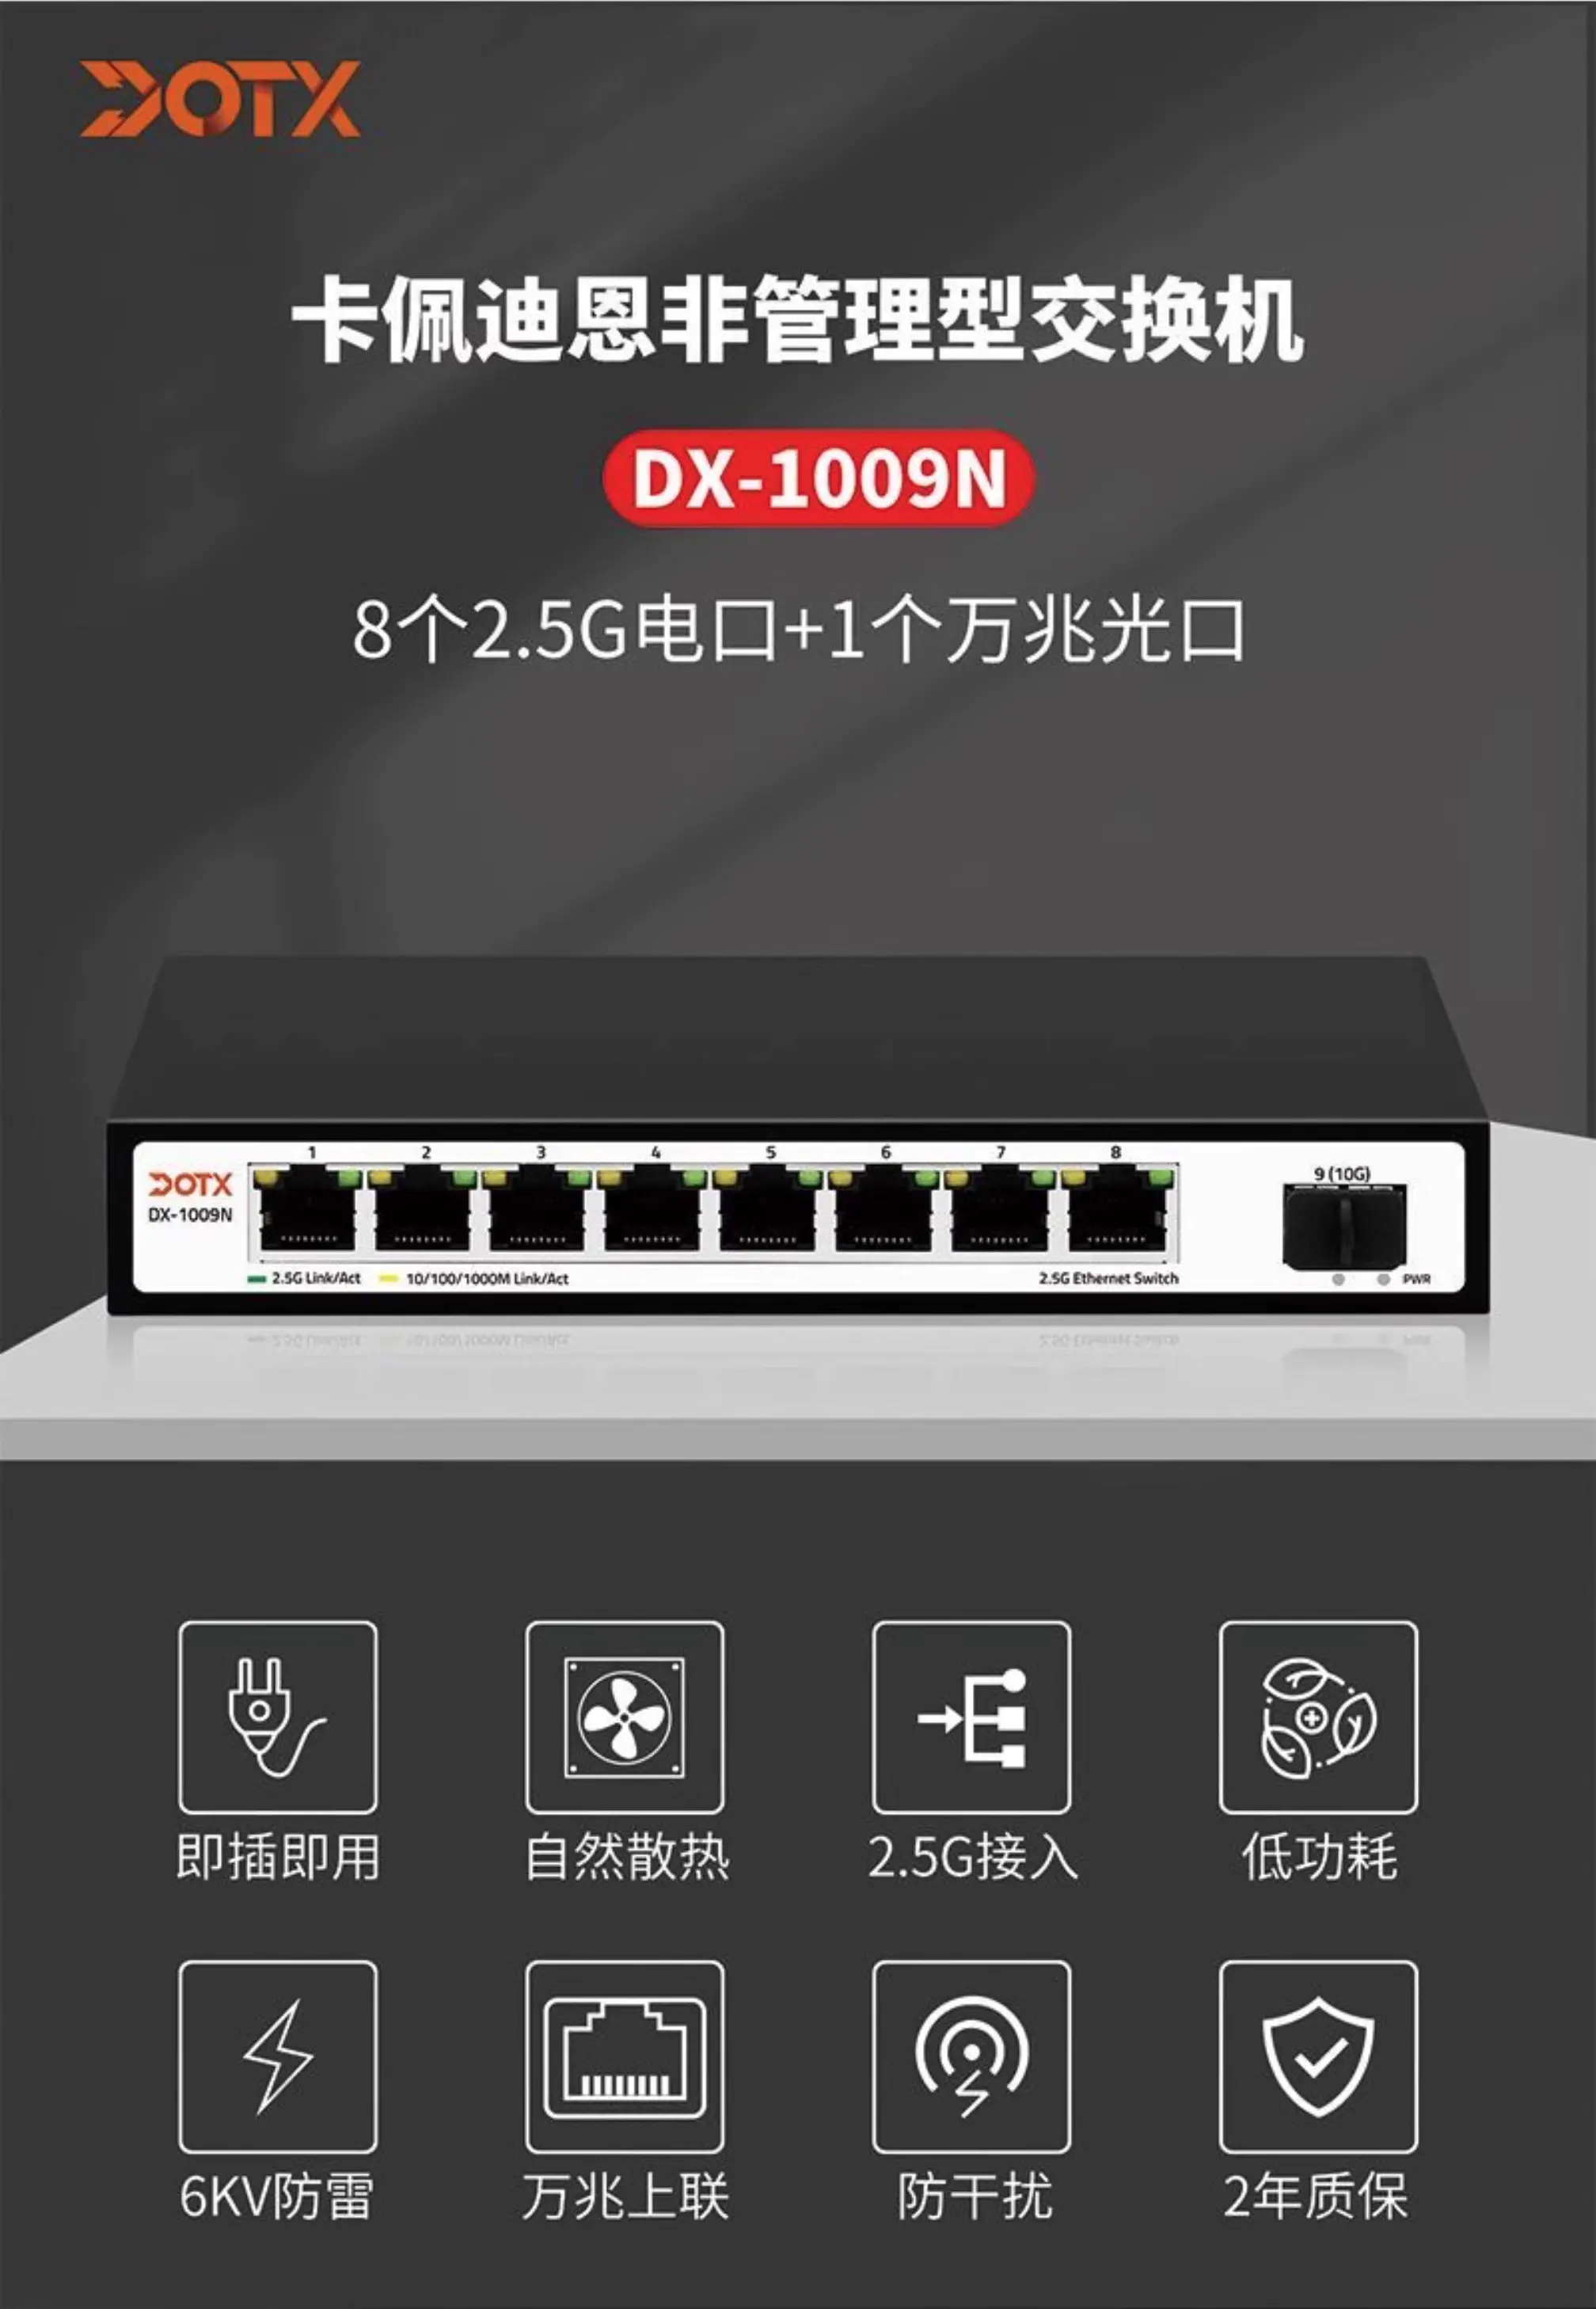 DOTX
卡佩迪恩非管理型交换机
DX-1009N
8个2.5G电口+1个万兆光口
1 2 3 4 5 6 7 8
9 (10G)
DOTX
DX-1009N
2.5G Link/Act 10/100/1000M Link/Act 2.5G Ethernet Switch PWR
即插即用 自然散热 2.5G接入 低功耗
6KV防雷 万兆上联 防干扰 2年质保